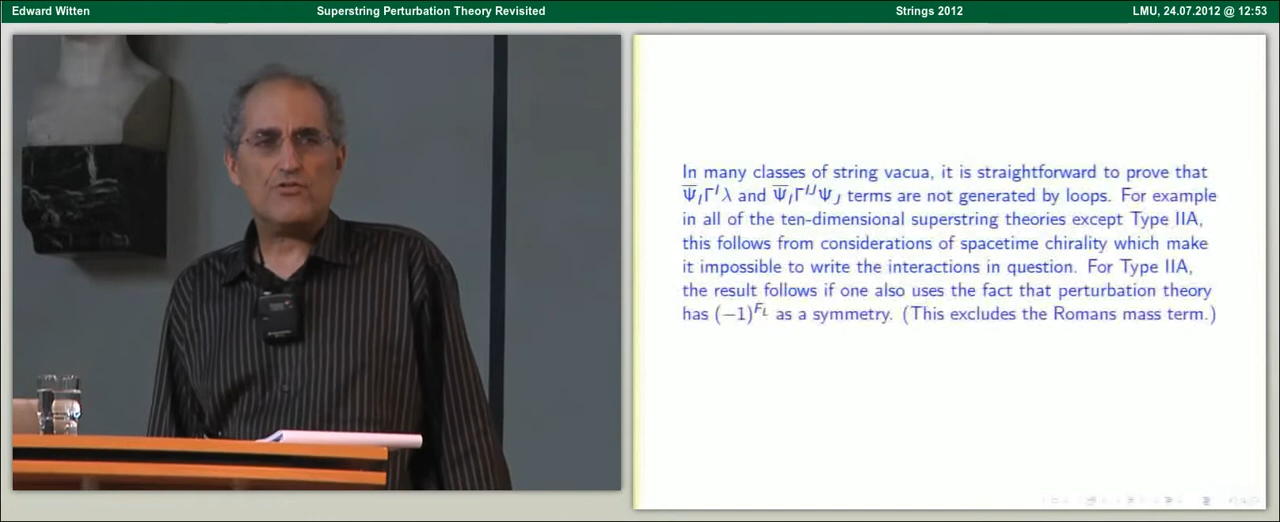 Edward Witten
Superstring Perturbation Theory Revisited
Strings 2012
LMU, 24.07.2012 @ 12:53
In many classes of string vacua, it is straightforward to prove that
Ψ̅_I Γ^I λ and Ψ̅_I Γ^{IJ} Ψ_J terms are not generated by loops. For example
in all of the ten-dimensional superstring theories except Type IIA,
this follows from considerations of spacetime chirality which make
it impossible to write the interactions in question. For Type IIA,
the result follows if one also uses the fact that perturbation theory
has (−1)^{F_L} as a symmetry. (This excludes the Romans mass term.)